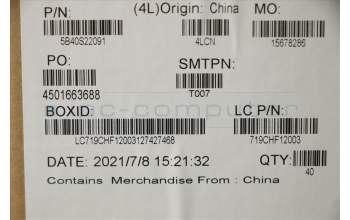 P/N: (4L)Origin: China MO:
5B40S22091 4LCN 15678286
PO: SMTPN:
4501663688 T007
BOXID: LC P/N:
LC719CHF12003127427468 719CHF12003
DATE: 2021/7/8 15:21:32 QTY:
40
Contains Merchandise From : China